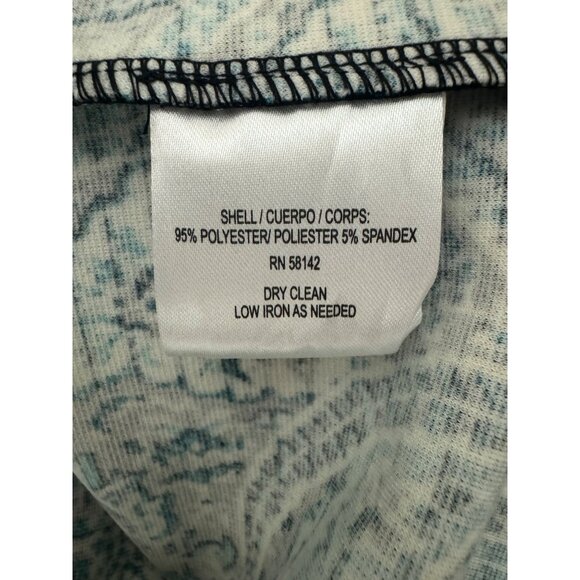 SHELL / CUERPO / CORPS:
95% POLYESTER/ POLIESTER 5% SPANDEX
RN 58142
DRY CLEAN
LOW IRON AS NEEDED